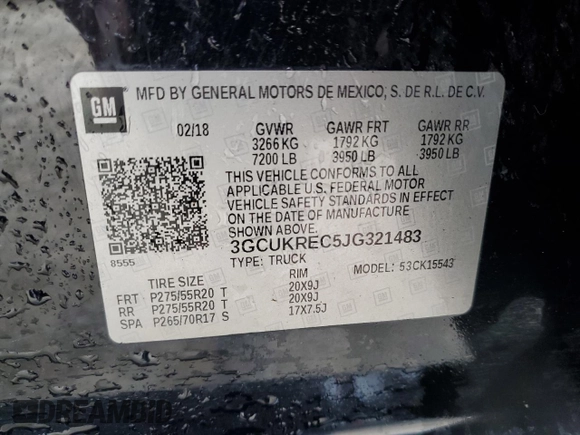 GM
MFD BY GENERAL MOTORS DE MEXICO, S. DE R.L. DE C.V.
02/18 GVWR GAWR FRT GAWR RR
3266 KG 1792 KG 1792 KG
7200 LB 3950 LB 3950 LB
THIS VEHICLE CONFORMS TO ALL
APPLICABLE U.S. FEDERAL MOTOR
VEHICLE SAFETY STANDARDS IN EFFECT
ON THE DATE OF MANUFACTURE
SHOWN ABOVE.
8555
3GCUKREC5JG321483
TYPE: TRUCK MODEL: 53CK15543
TIRE SIZE RIM
FRT P275/55R20 T 20X9J
RR P275/55R20 T 20X9J
SPA P265/70R17 S 17X7.5J
DREAMBID